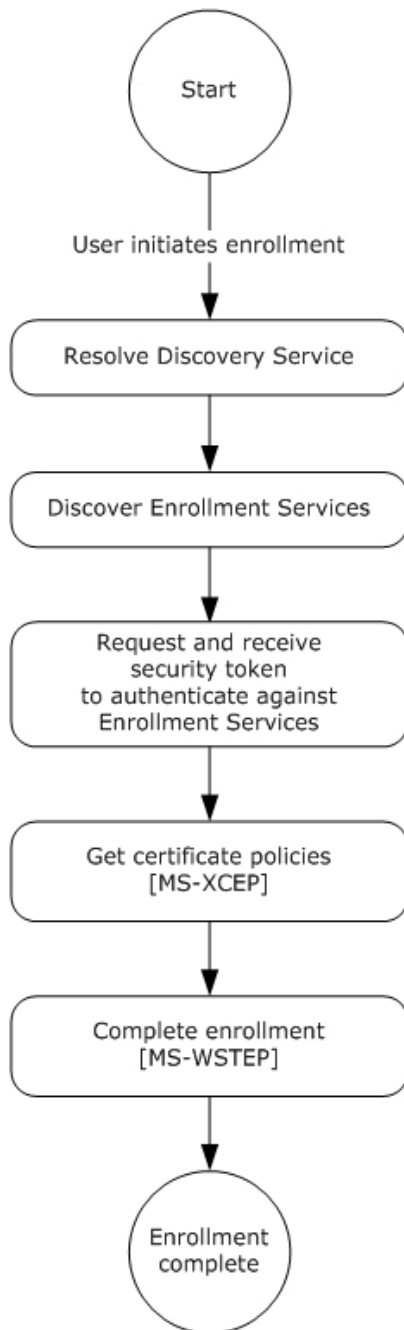 Start
User initiates enrollment
Resolve Discovery Service
Discover Enrollment Services
Request and receive
security token
to authenticate against
Enrollment Services
Get certificate policies
[MS-XCEP]
Complete enrollment
[MS-WSTEP]
Enrollment
complete